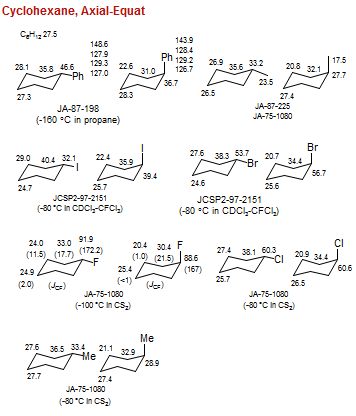 Cyclohexane, Axial-Equat
C₆H₁₂ 27.5
148.6
127.9
129.3
127.0
28.1 35.8 46.6 Ph
27.3
143.9
128.4
129.2
126.7
Ph
22.6 31.0
36.7
28.3
JA-87-198
(-160 °C in propane)
26.9 35.6 33.2
23.5
26.5
17.5
20.8 32.1
27.7
27.4
JA-87-225
JA-75-1080
29.0 40.4 32.1 I
24.7
I
22.4 35.9
39.4
25.7
JCSP2-97-2151
(-80 °C in CDCl₃-CFCl₃)
27.6 38.3 53.7 Br
24.6
Br
20.7 34.4
56.7
25.6
JCSP2-97-2151
(-80 °C in CDCl₃-CFCl₃)
24.0 33.0 91.9
(11.5) (17.7) (172.2)
F
24.9
(2.0) (J_CF)
20.4 30.4 F
(1.0) (21.5) 88.6
(167)
25.4
(<1) (J_CF)
JA-75-1080
(-100 °C in CS₂)
27.4 38.1 60.3 Cl
25.7
Cl
20.9 34.4
60.6
26.5
JA-75-1080
(-80 °C in CS₂)
27.6 36.5 33.4 Me
27.7
Me
21.1 32.9
28.9
27.4
JA-75-1080
(-80 °C in CS₂)